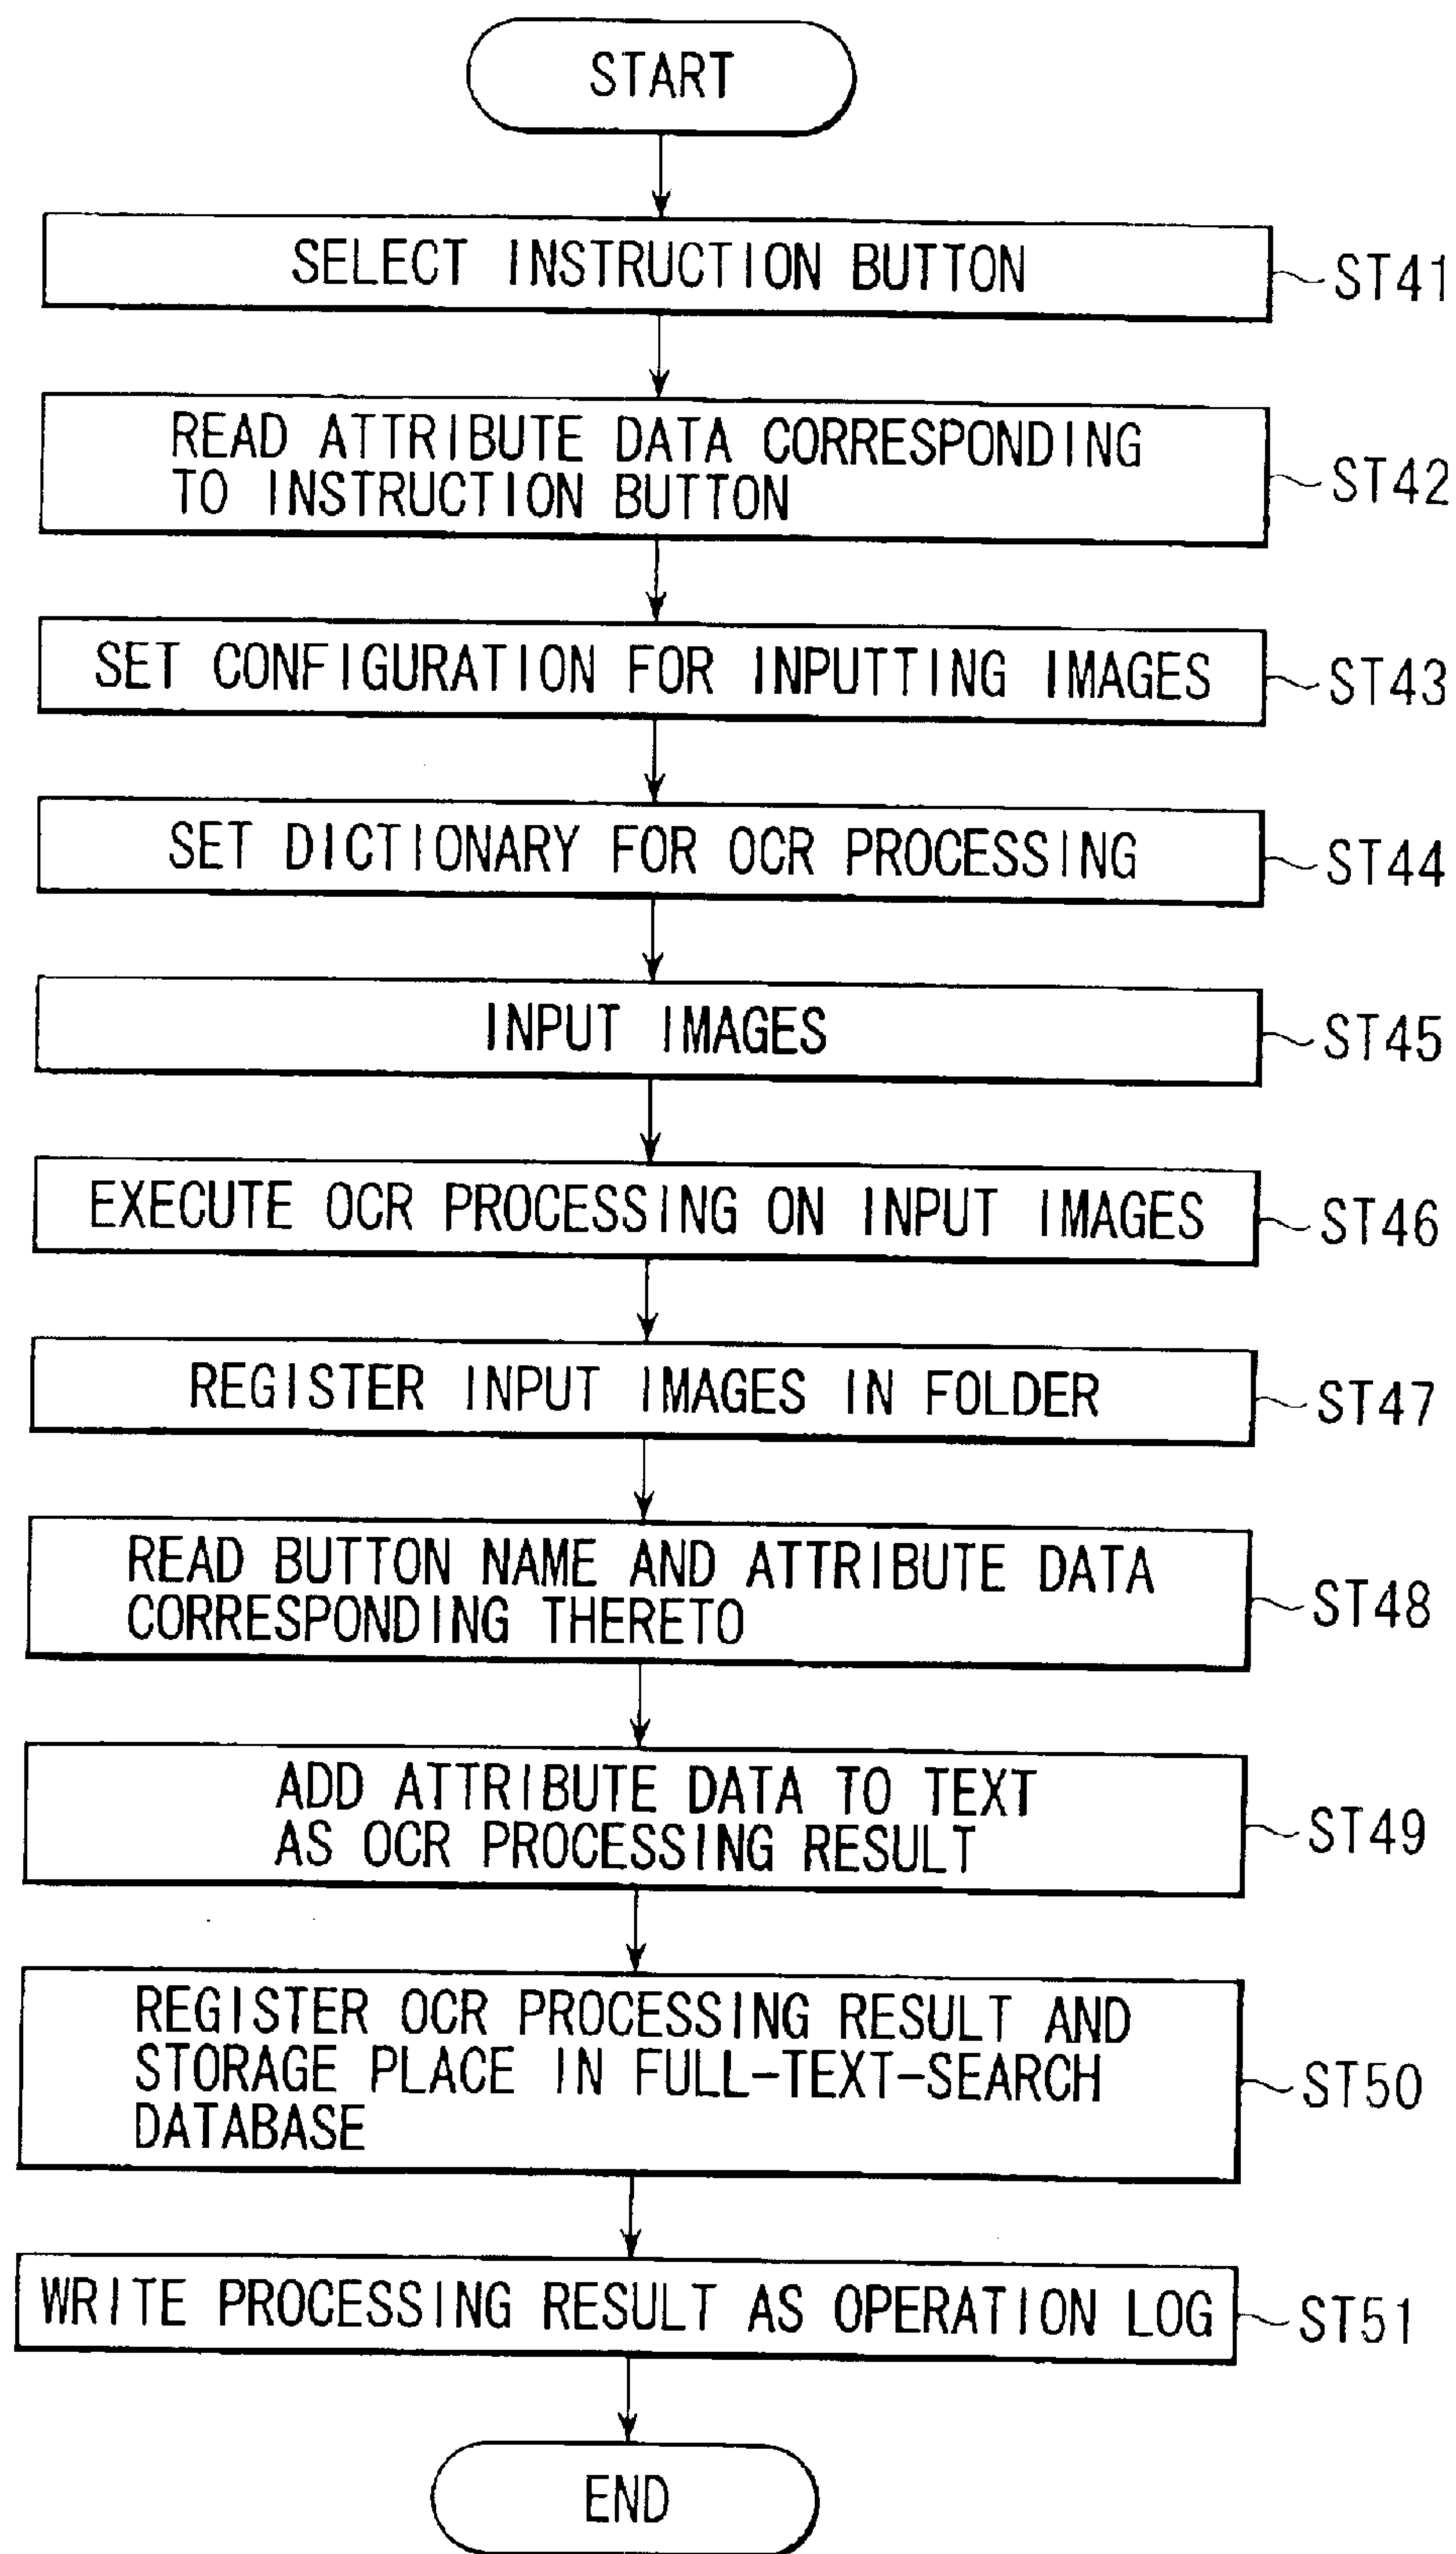 START
SELECT INSTRUCTION BUTTON
ST41
READ ATTRIBUTE DATA CORRESPONDING
TO INSTRUCTION BUTTON
ST42
SET CONFIGURATION FOR INPUTTING IMAGES
ST43
SET DICTIONARY FOR OCR PROCESSING
ST44
INPUT IMAGES
ST45
EXECUTE OCR PROCESSING ON INPUT IMAGES
ST46
REGISTER INPUT IMAGES IN FOLDER
ST47
READ BUTTON NAME AND ATTRIBUTE DATA
CORRESPONDING THERETO
ST48
ADD ATTRIBUTE DATA TO TEXT
AS OCR PROCESSING RESULT
ST49
REGISTER OCR PROCESSING RESULT AND
STORAGE PLACE IN FULL-TEXT-SEARCH
DATABASE
ST50
WRITE PROCESSING RESULT AS OPERATION LOG
ST51
END